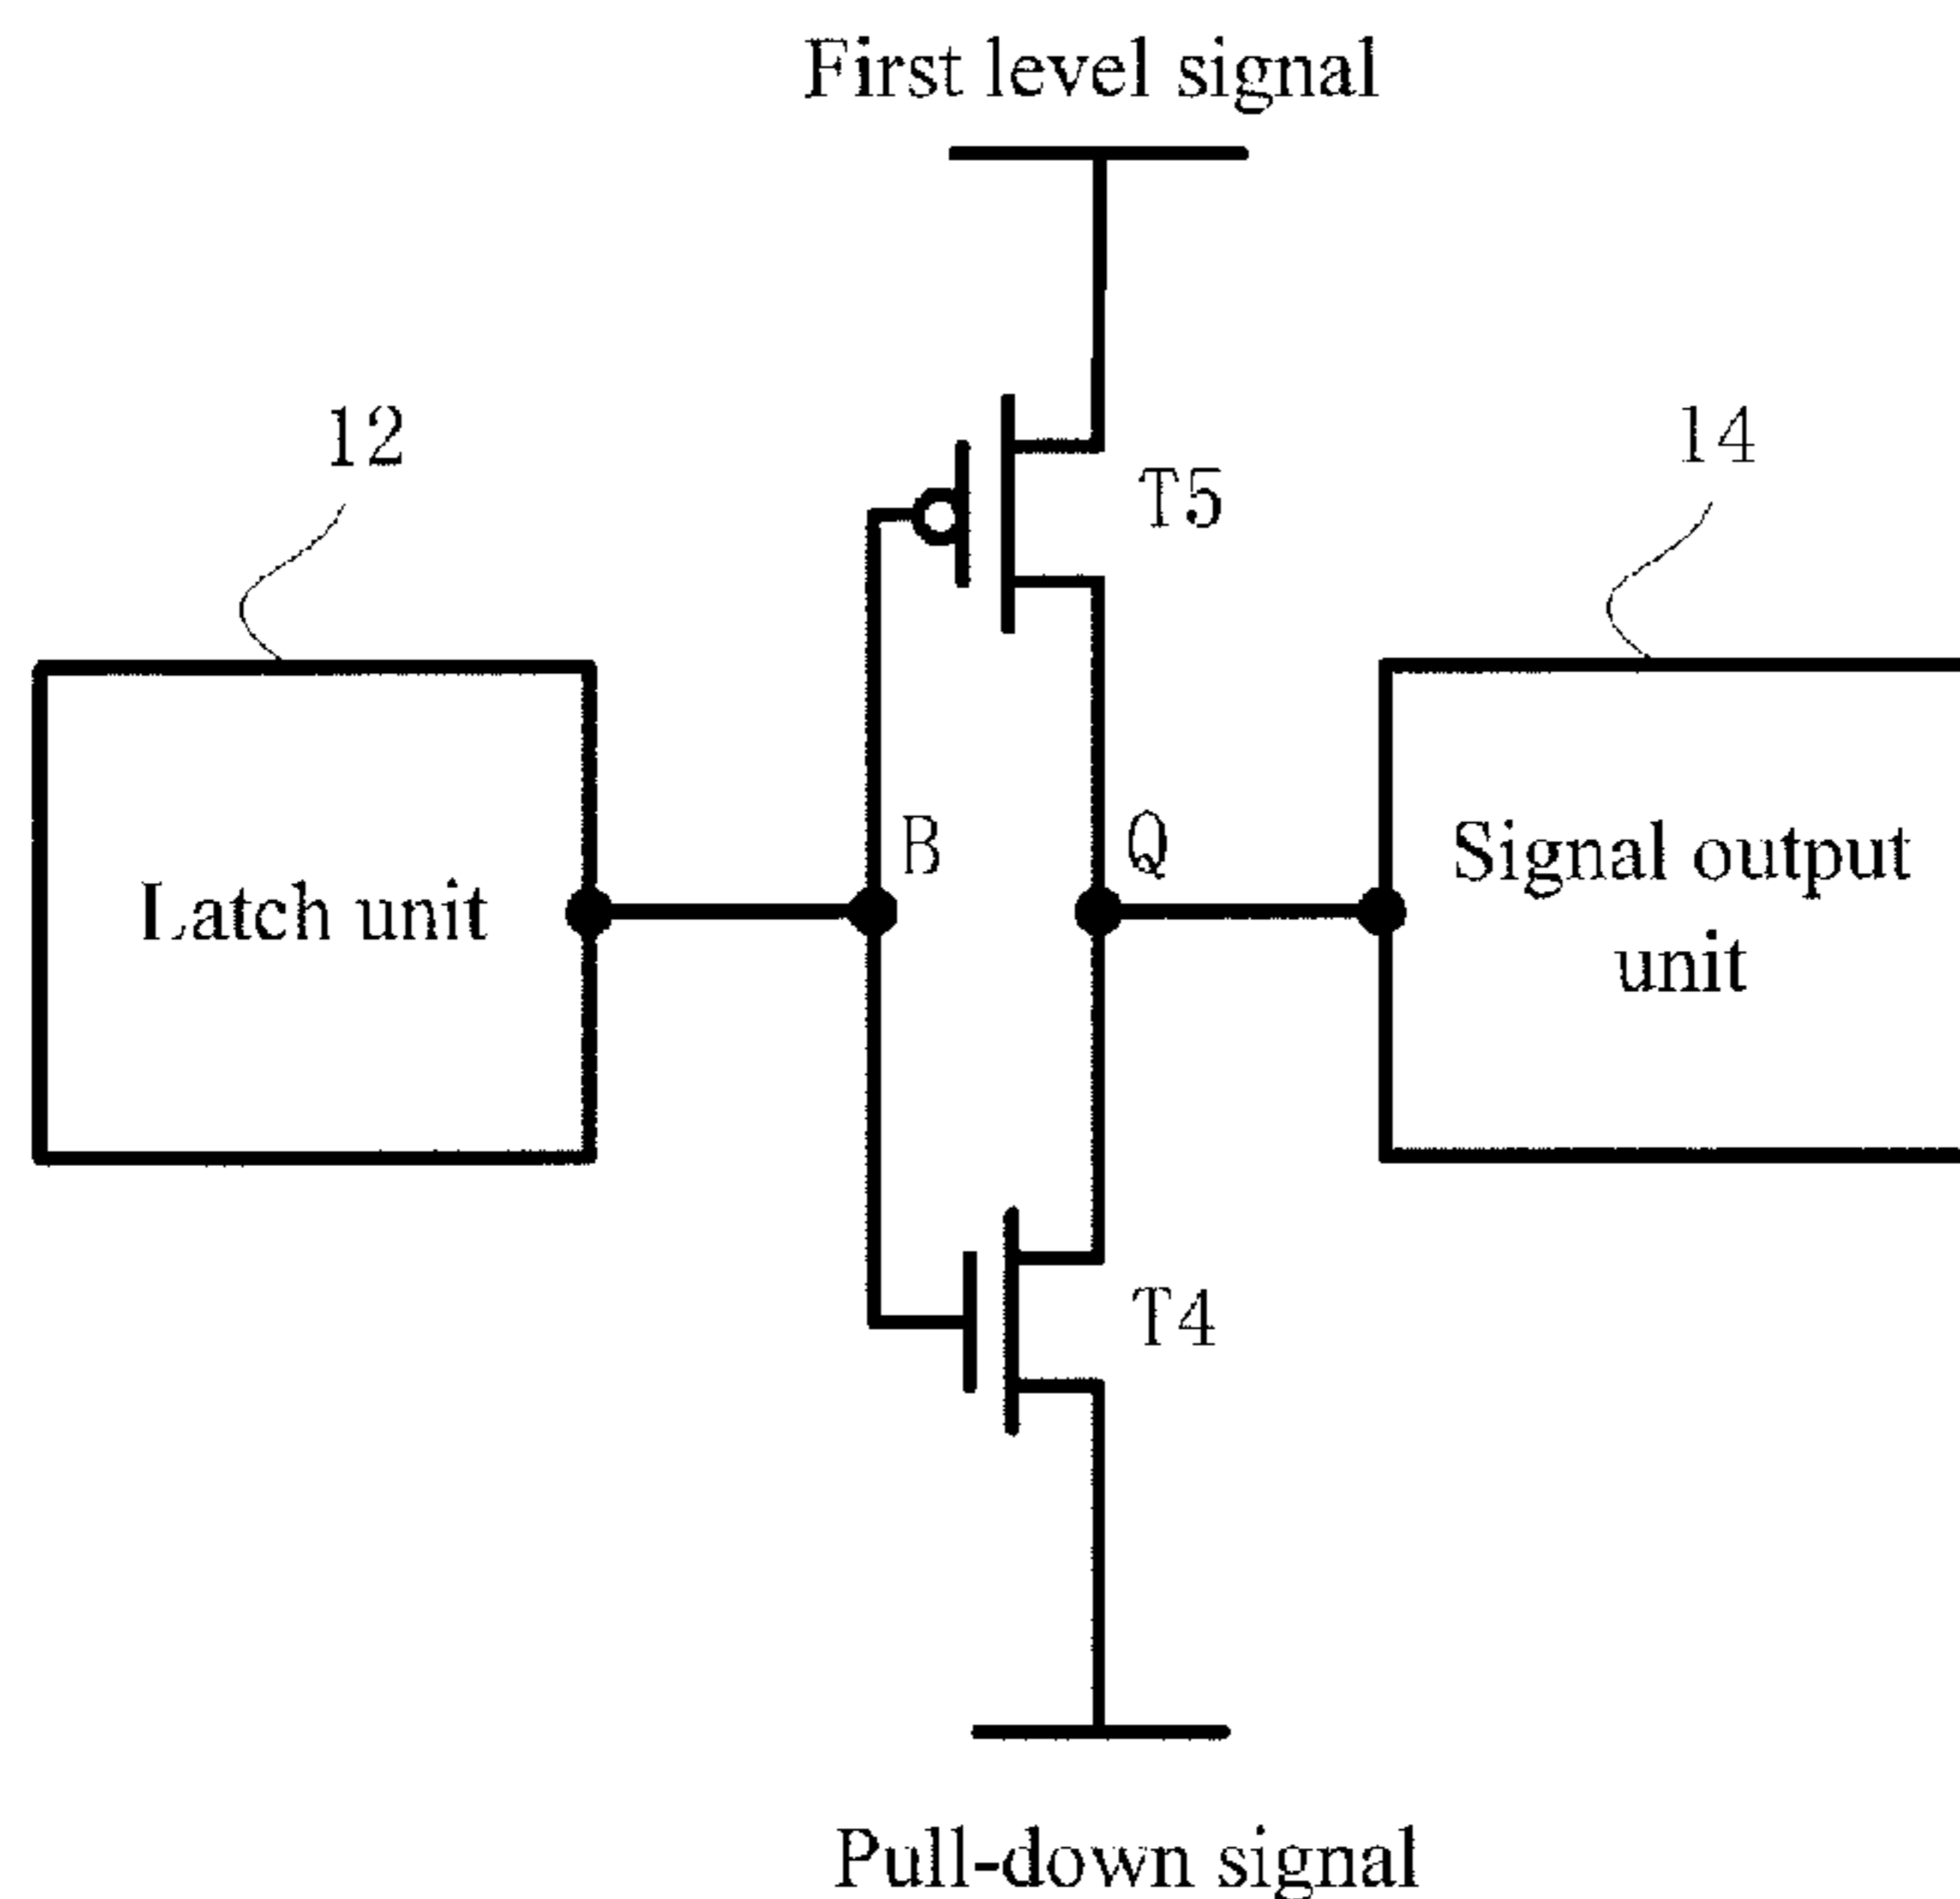 First level signal
12
14
T5
B
Q
Latch unit
Signal output
unit
T4
Pull-down signal